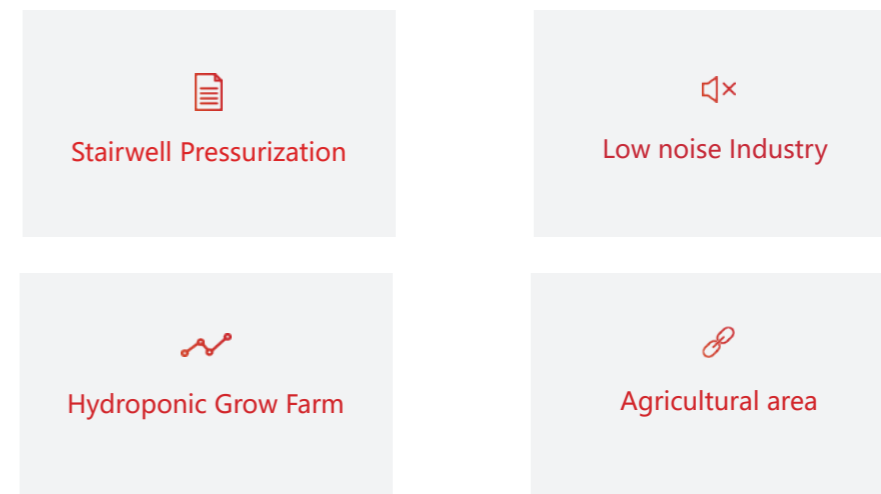 Stairwell Pressurization
Low noise Industry
Hydroponic Grow Farm
Agricultural area